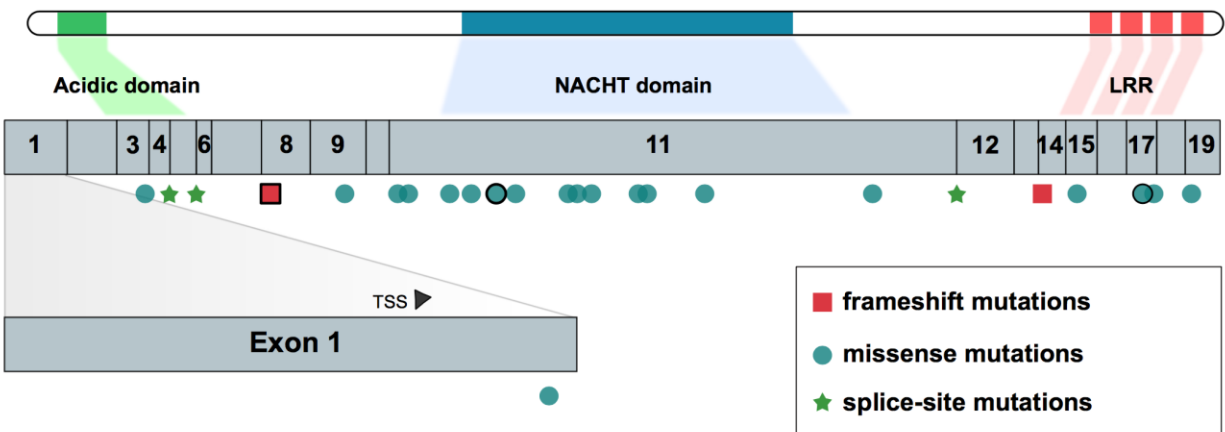 Acidic domain NACHT domain LRR
1 3 4 6 8 9 11 12 14 15 17 19
TSS
Exon 1
frameshift mutations
missense mutations
splice-site mutations